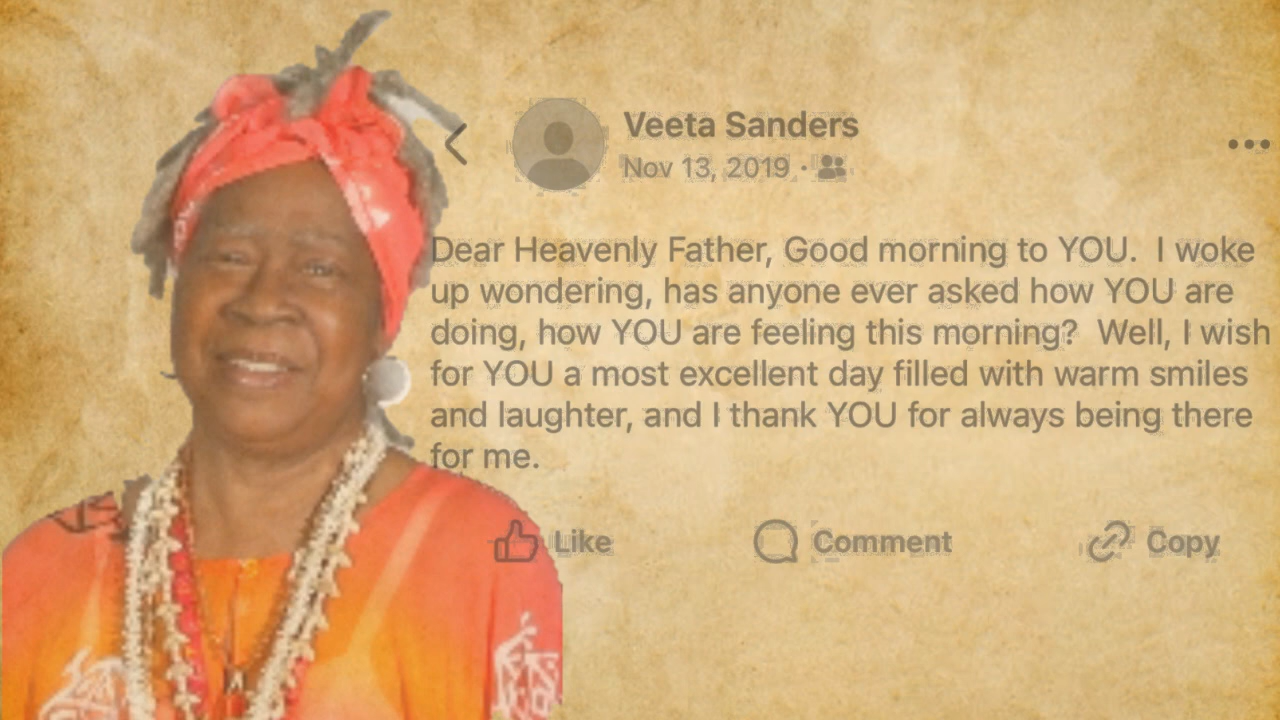 Veeta Sanders
Nov 13, 2019 ·
Dear Heavenly Father, Good morning to YOU.  I woke
up wondering, has anyone ever asked how YOU are
doing, how YOU are feeling this morning?  Well, I wish
for YOU a most excellent day filled with warm smiles
and laughter, and I thank YOU for always being there
for me.
Like Comment Copy